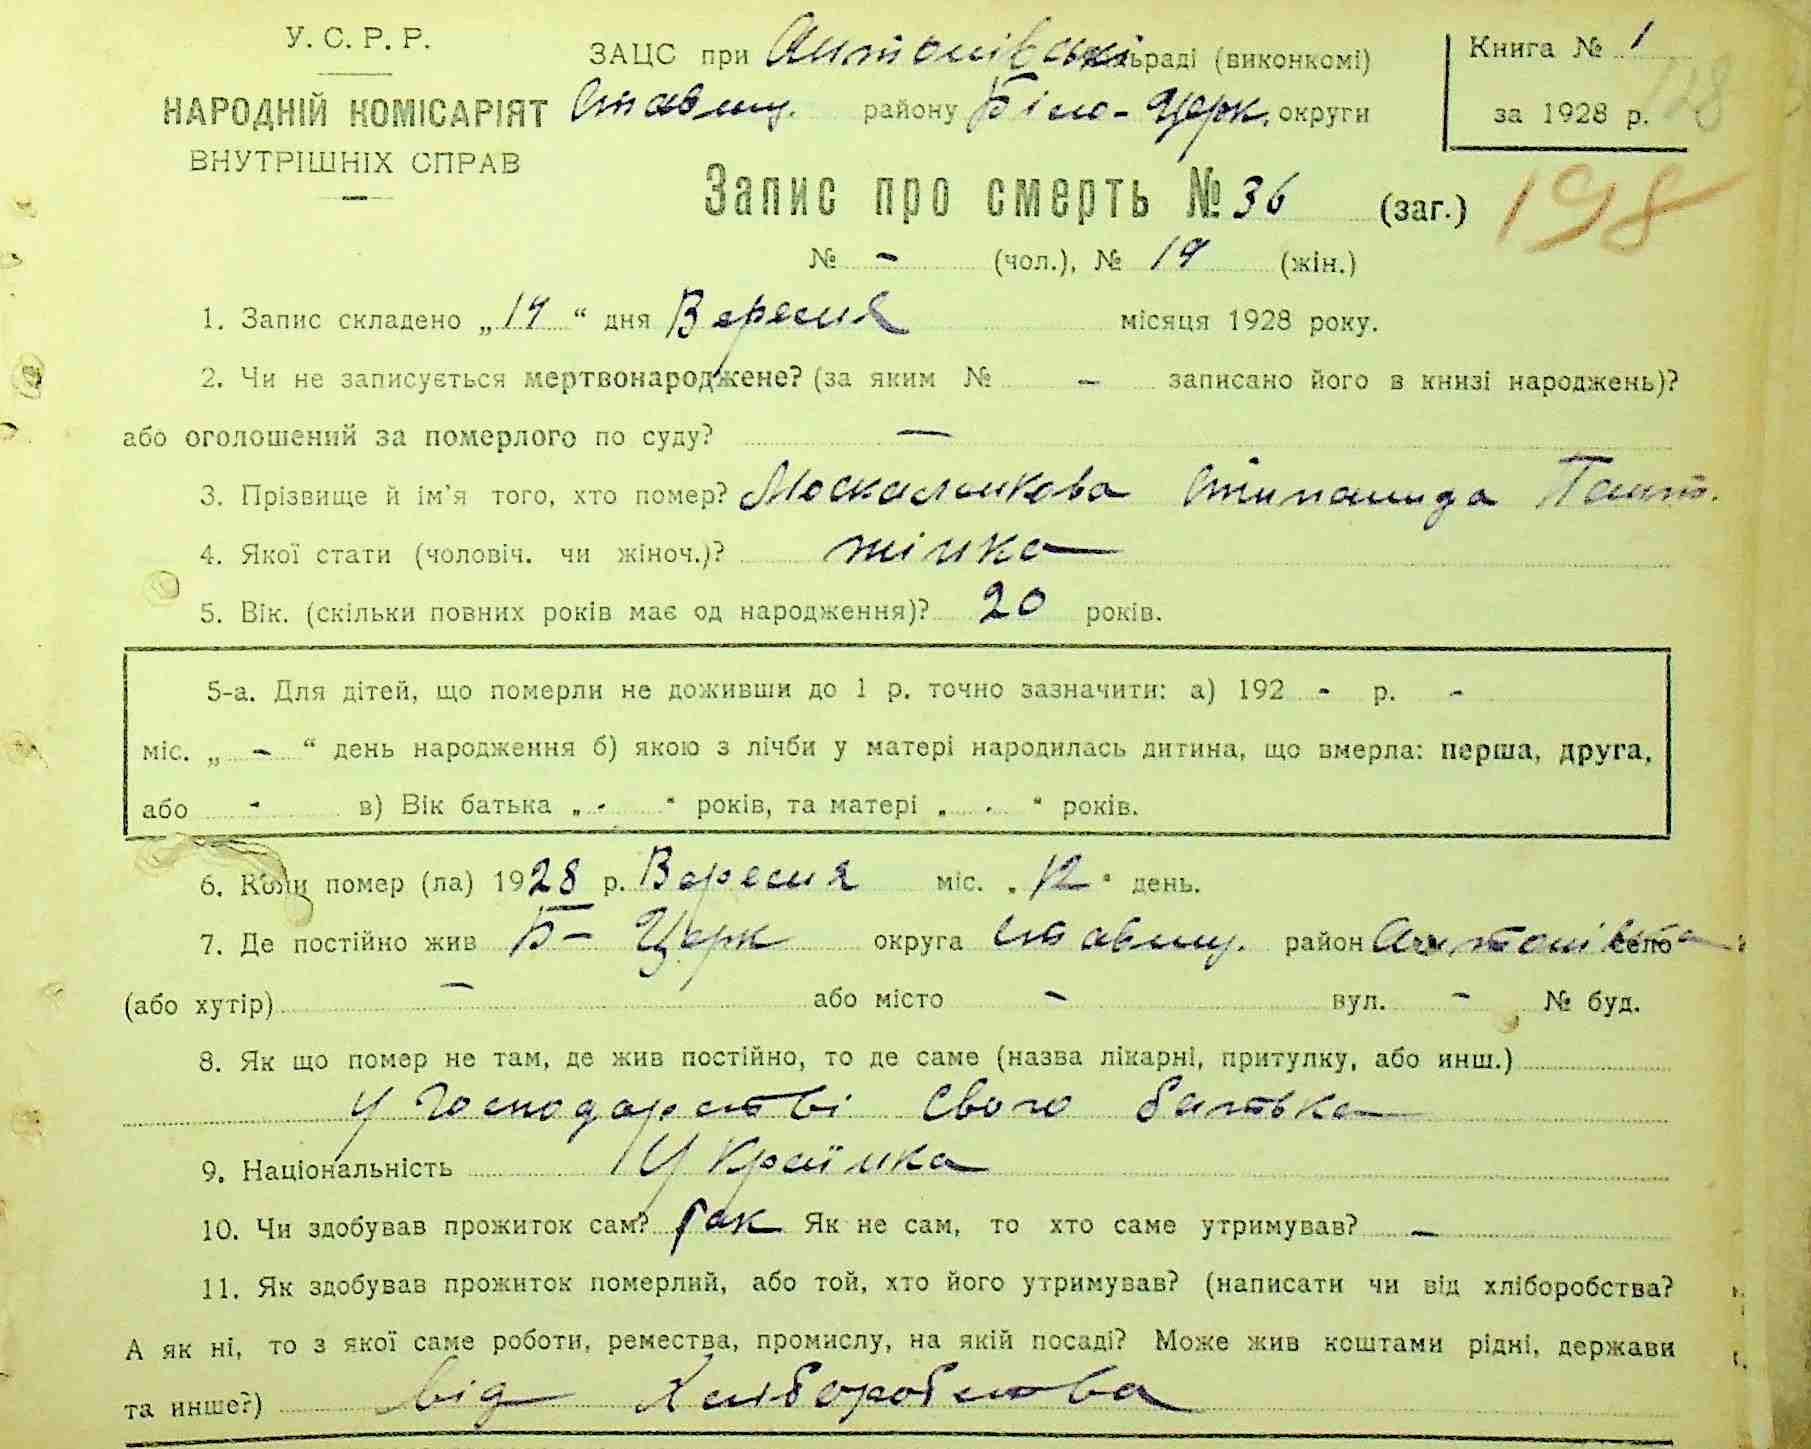 У. С. Р. Р.
НАРОДНІЙ КОМІСАРІЯТ
ВНУТРІШНІХ СПРАВ
ЗАЦС при Антонівській сільраді (виконкомі)
Ставищ. району Біло-Церк. округи
Книга № 1
за 1928 р. 128
Запис про смерть № 36 (заг.) 198
№ - (чол.), № 19 (жін.)
1. Запис складено „14“ дня Вересня місяця 1928 року.
2. Чи не записується мертвонароджене? (за яким № - записано його в книзі народжень)?
або оголошений за померлого по суду? —
3. Прізвище й ім'я того, хто помер? Москаленкова Степанида Пант.
4. Якої стати (чоловіч. чи жіноч.)? жінка
5. Вік. (скільки повних років має од народження)? 20 років.
5-а. Для дітей, що померли не доживши до 1 р. точно зазначити: а) 192 - р. -
міс. „ - “ день народження б) якою з лічби у матері народилась дитина, що вмерла: перша, друга,
або - в) Вік батька „ - “ років, та матері „ - “ років.
6. Коли помер (ла) 1928 р. Вересня міс. „12“ день.
7. Де постійно жив Б-Церк округа Ставищ. район Антонівка село
(або хутір) — або місто - вул. - № буд.
8. Як що помер не там, де жив постійно, то де саме (назва лікарні, притулку, або инш.)
у господарстві свого батька
9. Національність Українка
10. Чи здобував прожиток сам? так Як не сам, то хто саме утримував? -
11. Як здобував прожиток померлий, або той, хто його утримував? (написати чи від хліборобства?
А як ні, то з якої саме роботи, ремества, промислу, на якій посаді? Може жив коштами рідні, держави
та инше?) від Хліборобства